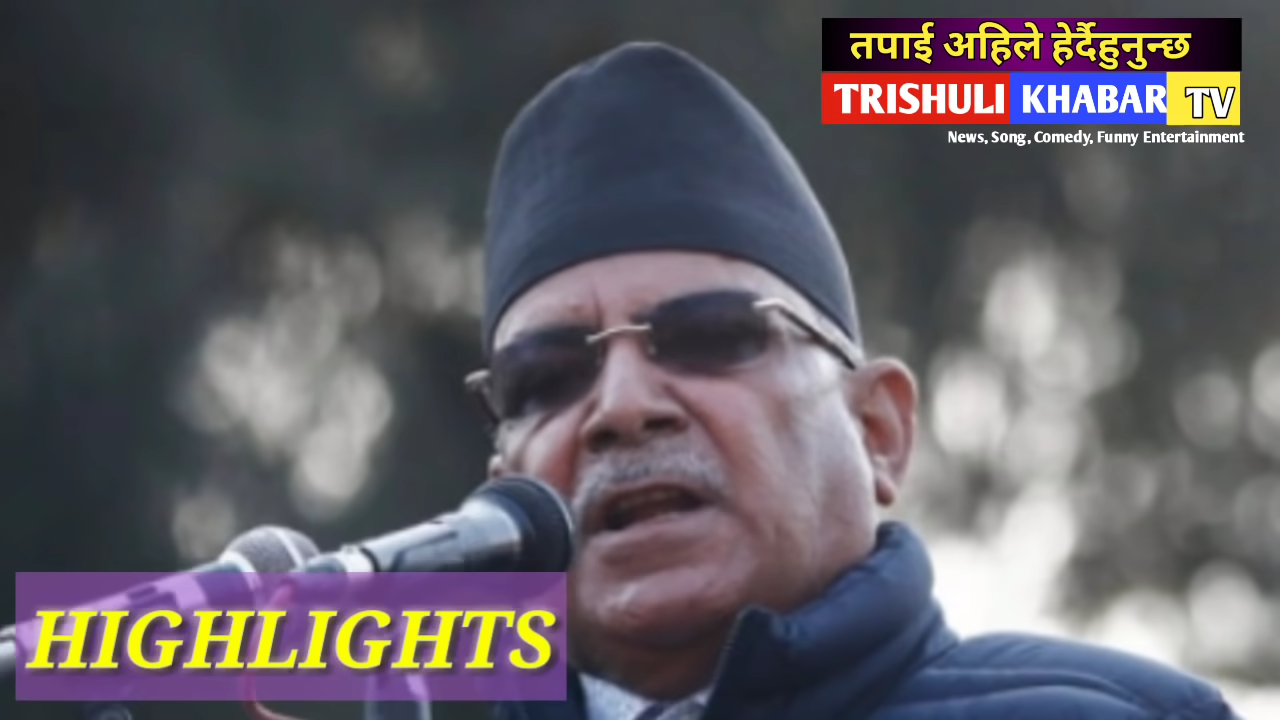 तपाई अहिले हेर्दैहुनुन्छ
TRISHULI KHABAR TV
News, Song, Comedy, Funny Entertainment
HIGHLIGHTS